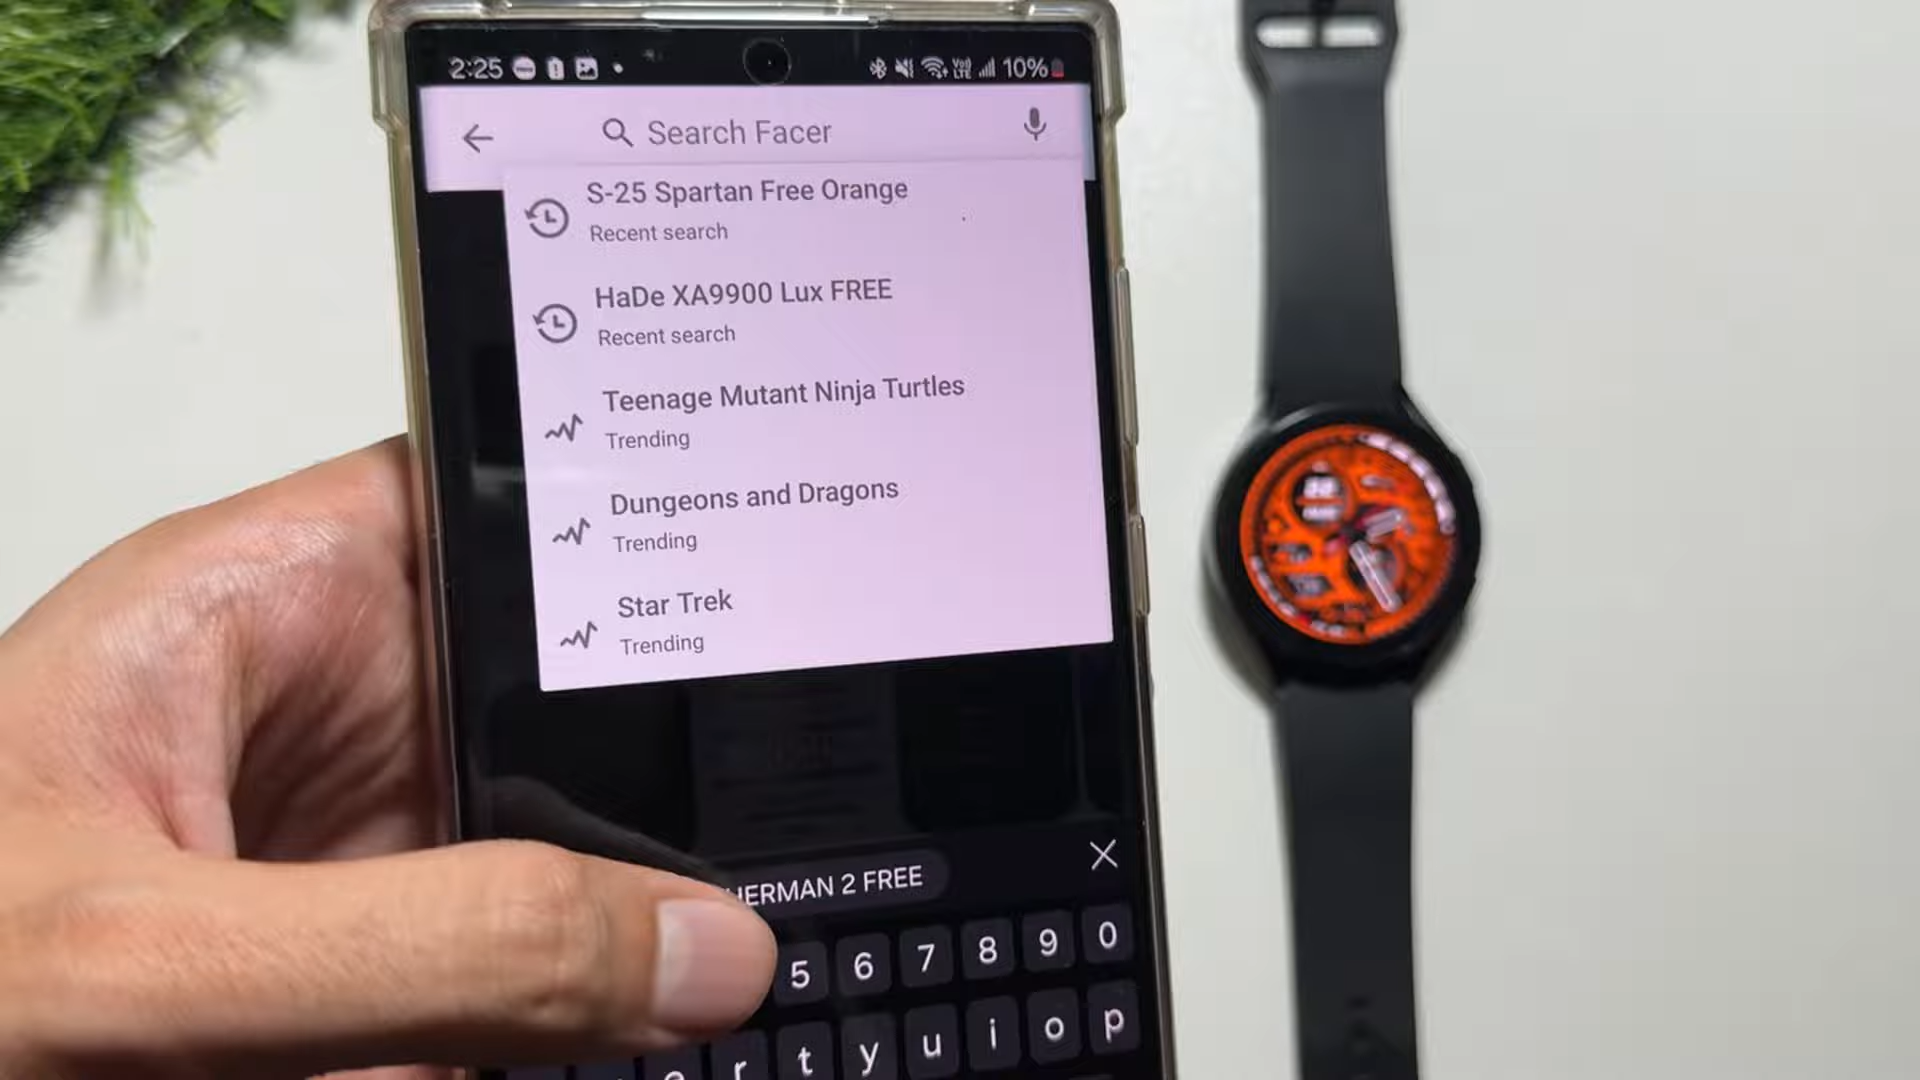 2:25 10%
Search Facer
S-25 Spartan Free Orange
Recent search
HaDe XA9900 Lux FREE
Recent search
Teenage Mutant Ninja Turtles
Trending
Dungeons and Dragons
Trending
Star Trek
Trending
2 FREE
5 6 7 8 9 0
r t y u i o p